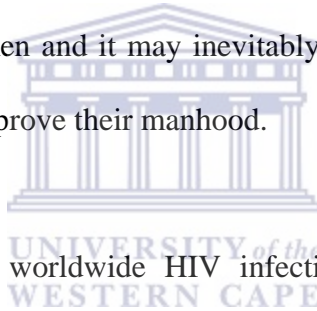 en and it may inevitably
prove their manhood.
UNIVERSITY of the
worldwide HIV infecti
WESTERN CAPE